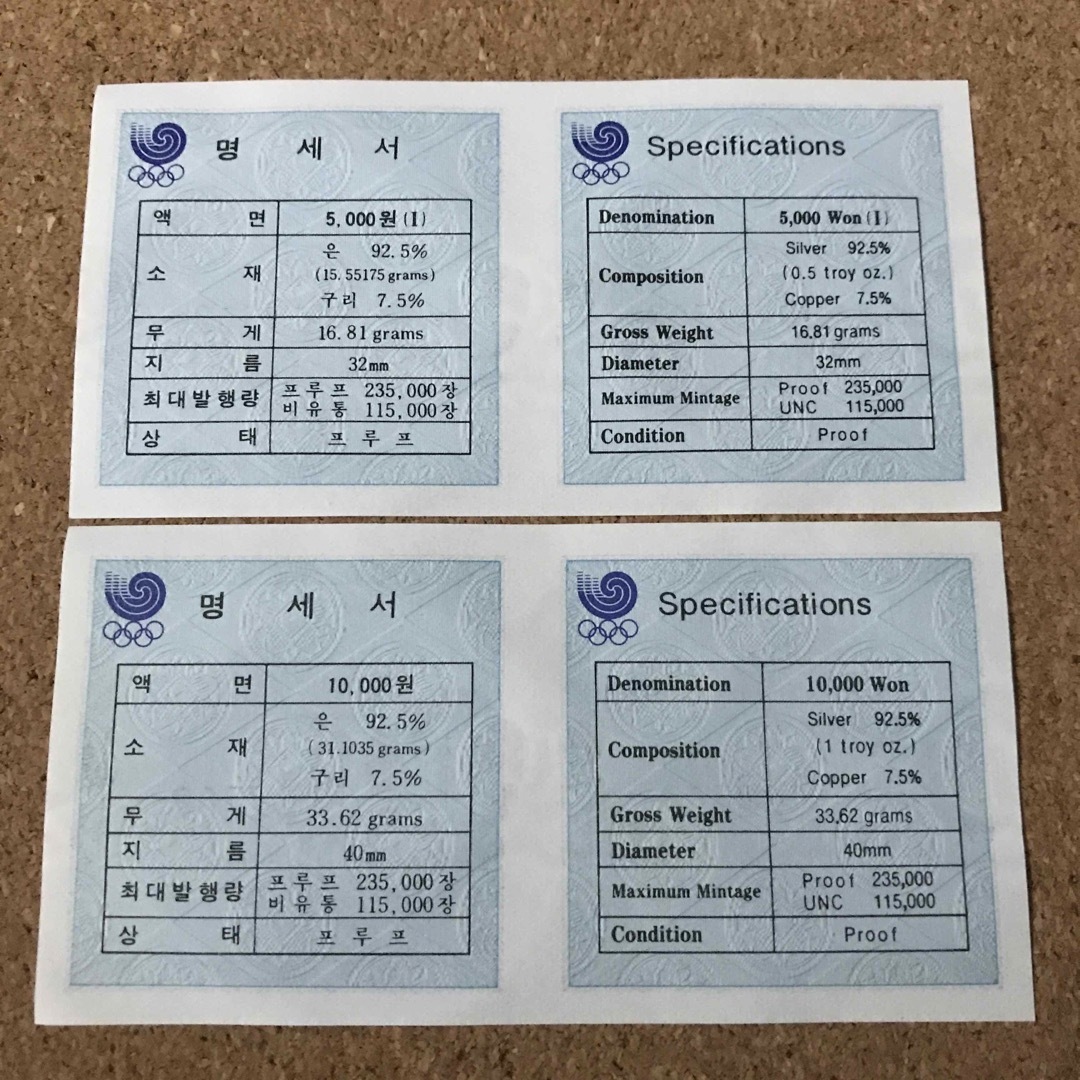 명 세 서
액 면 5,000원(I)
소 재 은 92.5%
(15.55175 grams)
구리 7.5%
무 게 16.81 grams
지 름 32mm
최대발행량 프루프 235,000장
비유통 115,000장
상 태 프루프
Specifications
Denomination 5,000 Won (I)
Composition Silver 92.5%
(0.5 troy oz.)
Copper 7.5%
Gross Weight 16.81 grams
Diameter 32mm
Maximum Mintage Proof 235,000
UNC 115,000
Condition Proof
명 세 서
액 면 10,000원
소 재 은 92.5%
(31.1035 grams)
구리 7.5%
무 게 33.62 grams
지 름 40mm
최대발행량 프루프 235,000장
비유통 115,000장
상 태 프루프
Specifications
Denomination 10,000 Won
Composition Silver 92.5%
(1 troy oz.)
Copper 7.5%
Gross Weight 33,62 grams
Diameter 40mm
Maximum Mintage Proof 235,000
UNC 115,000
Condition Proof